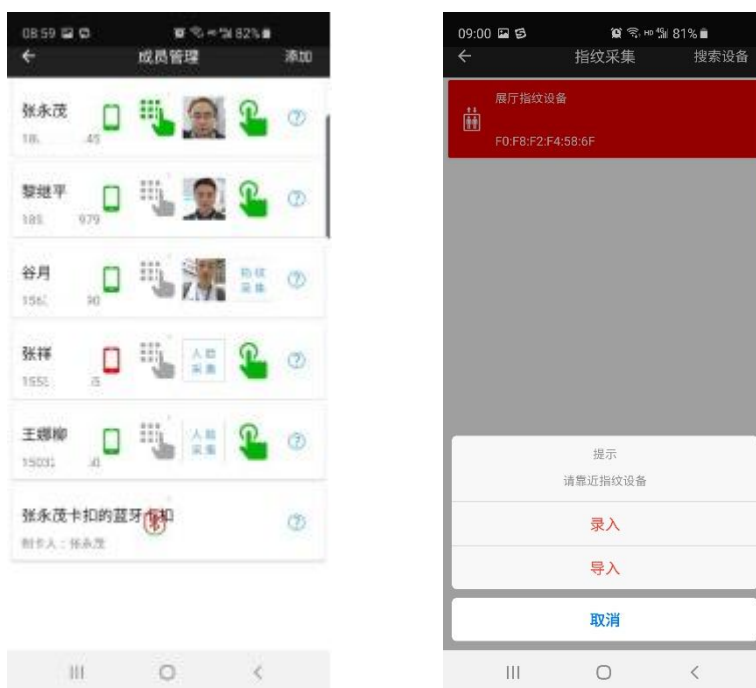 08:59
82%
成员管理
添加
张永茂
45
黎继平
979
谷月
指纹
采集
张祥
人脸
采集
王娜柳
人脸
采集
张永茂卡扣的蓝牙卡扣
制卡人：张永茂
09:00
81%
指纹采集
搜索设备
展厅指纹设备
F0:F8:F2:F4:58:6F
提示
请靠近指纹设备
录入
导入
取消